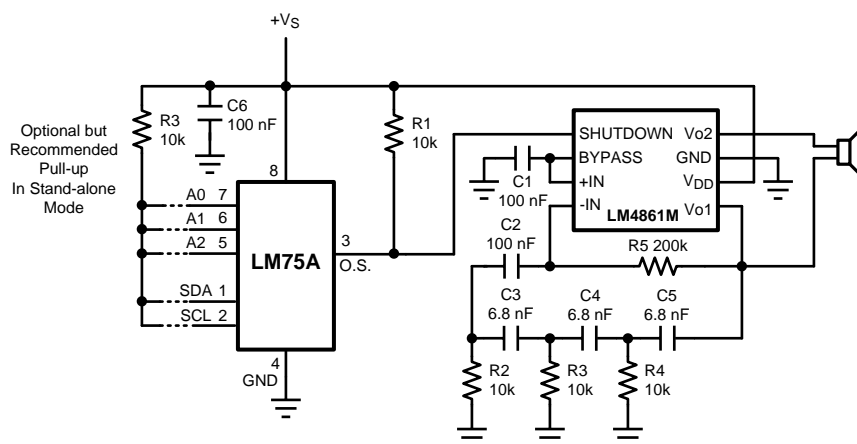 +VS
Optional but
Recommended
Pull-up
In Stand-alone
Mode
R3
10k
C6
100 nF
R1
10k
8
A0 7
A1 6
A2 5
SDA 1
SCL 2
LM75A
3
O.S.
4
GND
SHUTDOWN Vo2
BYPASS GND
+IN VDD
-IN Vo1
LM4861M
C1
100 nF
C2
100 nF
R5 200k
C3
6.8 nF
C4
6.8 nF
C5
6.8 nF
R2
10k
R3
10k
R4
10k